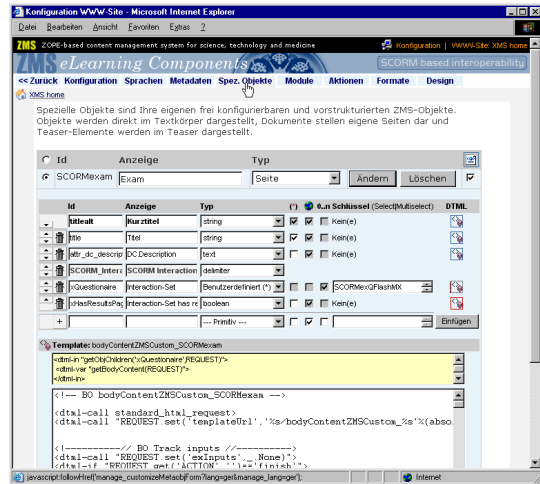 Konfiguration WWW-Site - Microsoft Internet Explorer
Datei Bearbeiten Ansicht Favoriten Extras ?
ZMS ZOPE-based content management system for science, technology and medicine Konfiguration | WWW-Site: XMS home
ZMS eLearning Components SCORM based interoperability
<< Zurück Konfiguration Sprachen Metadaten Spez. Objekte Module Aktionen Formate Design
XMS home
Spezielle Objekte sind Ihre eigenen frei konfigurierbaren und vorstrukturierten ZMS-Objekte.
Objekte werden direkt im Textkörper dargestellt, Dokumente stellen eigene Seiten dar und
Teaser-Elemente werden im Teaser dargestellt.
Id Anzeige Typ
SCORMexam Exam Seite Ändern Löschen
Id Anzeige Typ (*) 0..n Schlüssel (Select|Multiselect) DTML
titlealt Kurztitel string Kein(e)
title Titel string Kein(e)
attr_dc_descrip DC.Description text Kein(e)
SCORM_Intera SCORM Interaction delimiter
xQuestionaire Interaction-Set Benutzerdefiniert (*) SCORMexQFlashMX
xHasResultsPag Interaction-Set has re boolean Kein(e)
+ --- Primitiv --- Einfügen
Template: bodyContentZMSCustom_SCORMexam
<dtml-in "getObjChildren('xQuestionaire',REQUEST)">
<dtml-var "getBodyContent(REQUEST)">
</dtml-in>
<!-- BO bodyContentZMSCustom_SCORMexam -->
<dtml-call standard_html_request>
<dtml-call "REQUEST.set('templateUrl','%s/bodyContentZMSCustom_%s'%(abso
<!----------// BO Track inputs //---------->
<dtml-call "REQUEST.set('exInputs',_.None)">
<dtml-if "REQUEST.get('ACTION','')=='finish'">
javascript:followHref('manage_customizeMetaobjForm?lang=ger&manage_lang=ger'); Internet